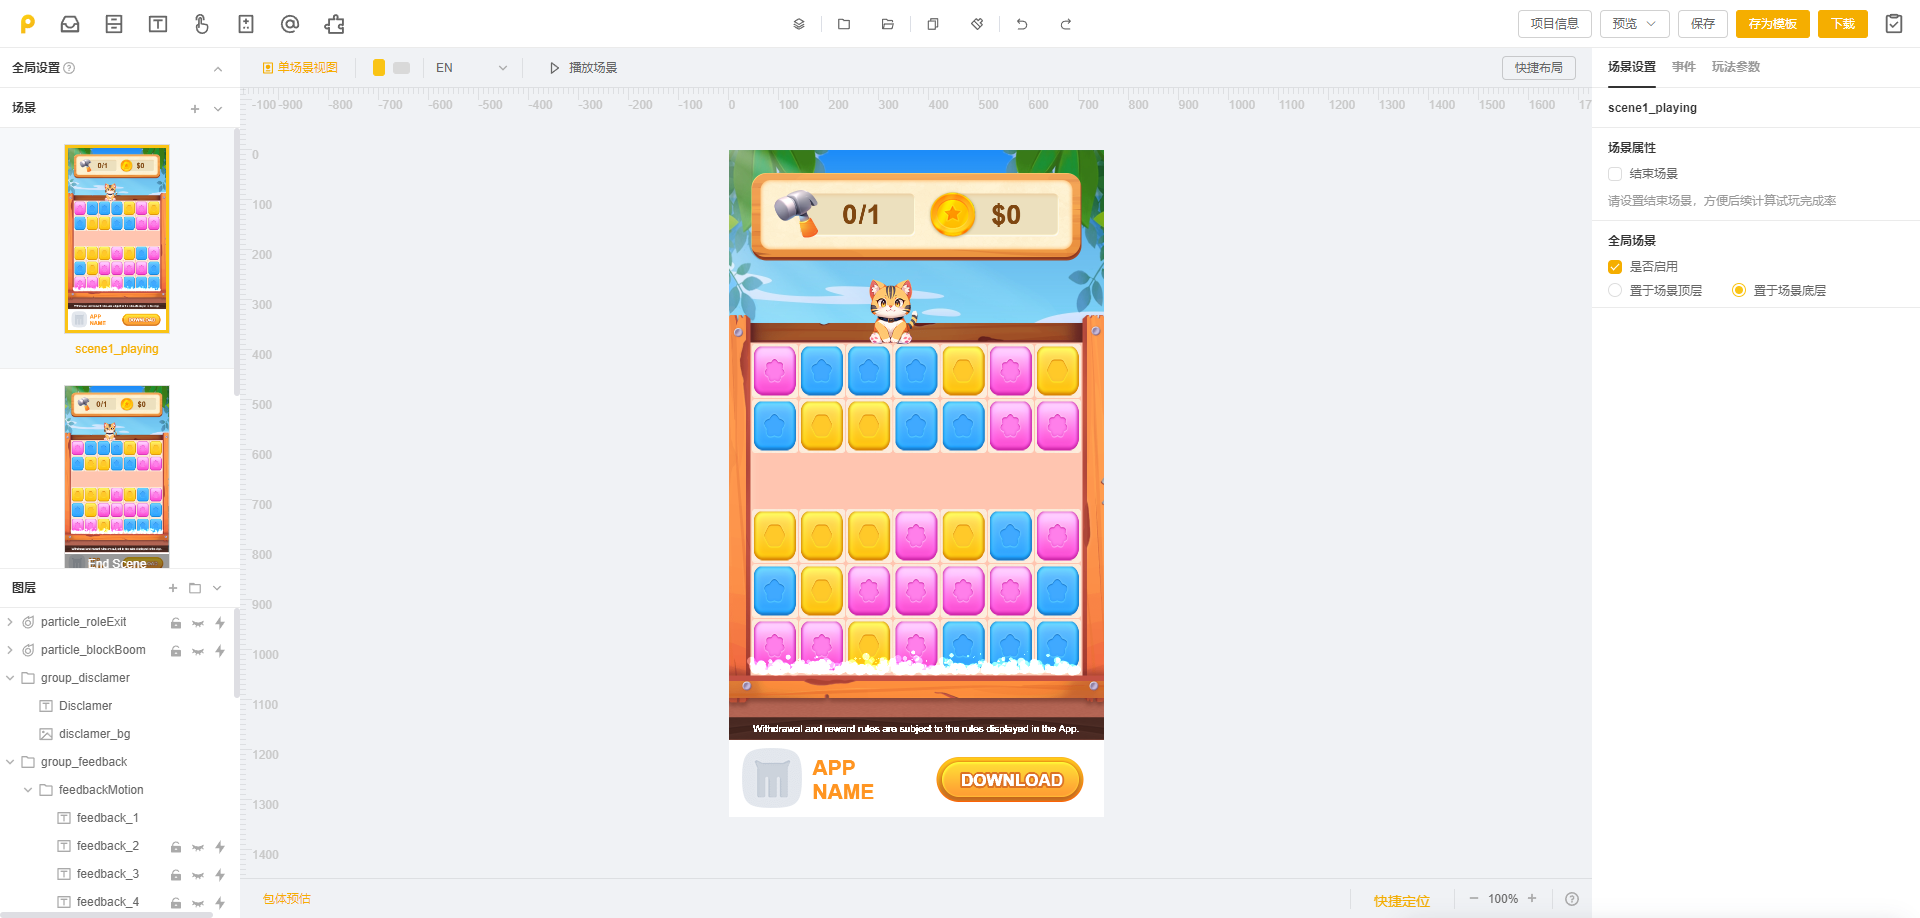 项目信息
预览
保存
存为模板
下载
全局设置
单场景视图
EN
播放场景
快捷布局
场景设置
事件
玩法参数
-100 -900 -800 -700 -600 -500 -400 -300 -200 -100 0 100 200 300 400 500 600 700 800 900 1000 1100 1200 1300 1400 1500 1600 17
场景
scene1_playing
场景属性
结束场景
请设置结束场景，方便后续计算试玩完成率
全局场景
是否启用
置于场景顶层
置于场景底层
0
100
200
300
400
500
600
700
800
900
1000
1100
1200
1300
1400
0/1
$0
APP
NAME
DOWNLOAD
scene1_playing
0/1
$0
End Scene
0/1
$0
Withdrawal and reward rules are subject to the rules displayed in the App.
APP
NAME
DOWNLOAD
图层
particle_roleExit
particle_blockBoom
group_disclamer
Disclamer
disclamer_bg
group_feedback
feedbackMotion
feedback_1
feedback_2
feedback_3
feedback_4
包体预估
快捷定位
100%